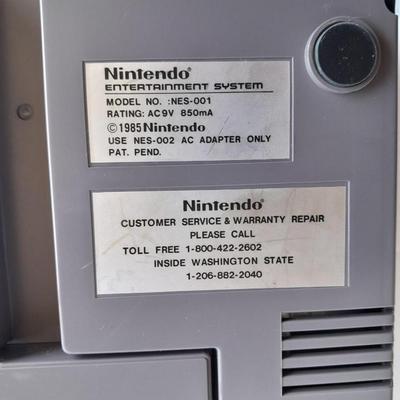 Nintendo®
ENTERTAINMENT SYSTEM
MODEL NO. :NES-001
RATING: AC9V 850mA
©1985 Nintendo
USE NES-002 AC ADAPTER ONLY
PAT. PEND.
Nintendo®
CUSTOMER SERVICE & WARRANTY REPAIR
PLEASE CALL
TOLL FREE 1-800-422-2602
INSIDE WASHINGTON STATE
1-206-882-2040